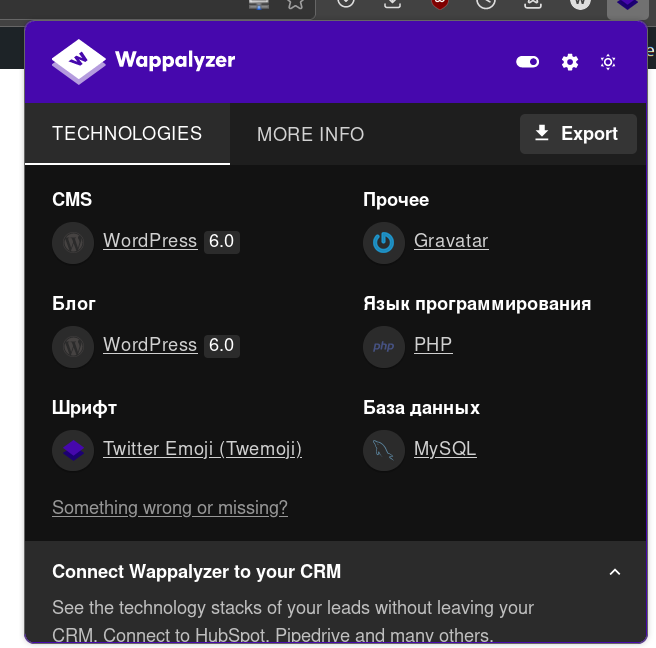 Wappalyzer
TECHNOLOGIES
MORE INFO
Export
CMS
WordPress 6.0
Прочее
Gravatar
Блог
WordPress 6.0
Язык программирования
php PHP
Шрифт
Twitter Emoji (Twemoji)
База данных
MySQL
Something wrong or missing?
Connect Wappalyzer to your CRM
See the technology stacks of your leads without leaving your
CRM. Connect to HubSpot, Pipedrive and many others.